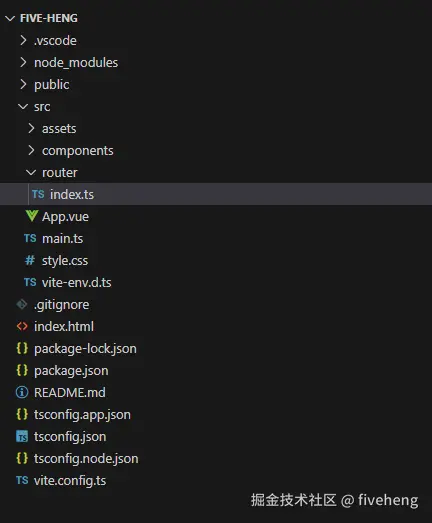 FIVE-HENG
.vscode
node_modules
public
src
assets
components
router
TS index.ts
App.vue
TS main.ts
# style.css
TS vite-env.d.ts
.gitignore
<> index.html
{} package-lock.json
{} package.json
README.md
{} tsconfig.app.json
TS tsconfig.json
{} tsconfig.node.json
TS vite.config.ts
掘金技术社区 @ fiveheng